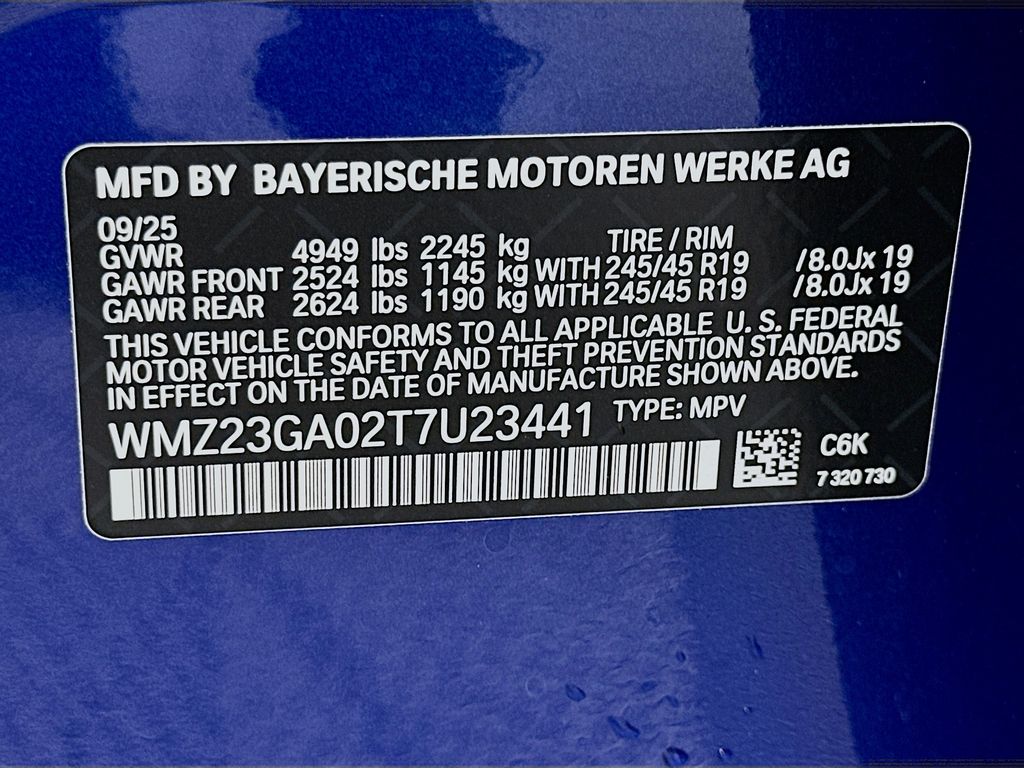 MFD BY BAYERISCHE MOTOREN WERKE AG
09/25
GVWR 4949 lbs 2245 kg TIRE / RIM
GAWR FRONT 2524 lbs 1145 kg WITH 245/45 R19 /8.0Jx 19
GAWR REAR 2624 lbs 1190 kg WITH 245/45 R19 /8.0Jx 19
THIS VEHICLE CONFORMS TO ALL APPLICABLE U. S. FEDERAL
MOTOR VEHICLE SAFETY AND THEFT PREVENTION STANDARDS
IN EFFECT ON THE DATE OF MANUFACTURE SHOWN ABOVE.
WMZ23GA02T7U23441 TYPE: MPV
C6K
7 320 730